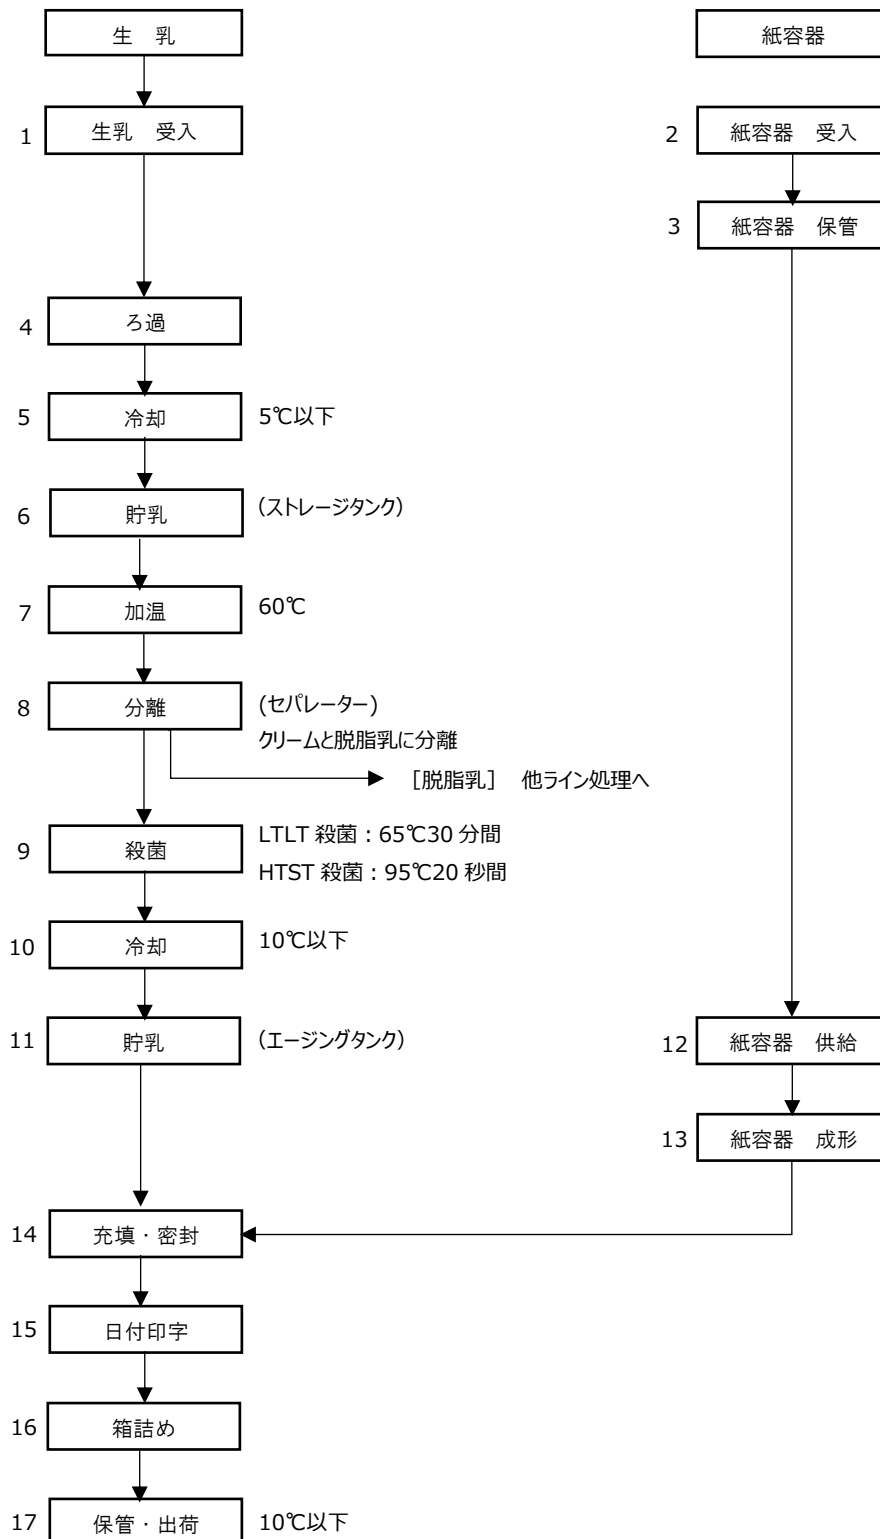 生　乳
紙容器
1 生乳　受入
2 紙容器　受入
3 紙容器　保管
4 ろ過
5 冷却 5℃以下
6 貯乳 (ストレージタンク)
7 加温 60℃
8 分離 (セパレーター)
クリームと脱脂乳に分離
［脱脂乳］　他ライン処理へ
9 殺菌 LTLT 殺菌：65℃30 分間
HTST 殺菌：95℃20 秒間
10 冷却 10℃以下
11 貯乳 (エージングタンク)
12 紙容器　供給
13 紙容器　成形
14 充填・密封
15 日付印字
16 箱詰め
17 保管・出荷 10℃以下